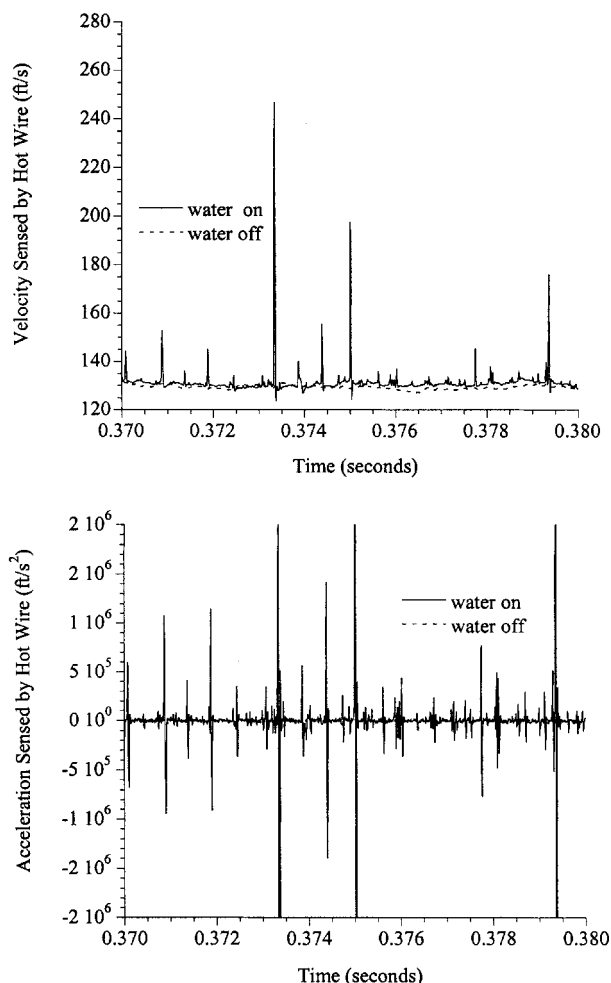 280
260
240
220
200
180
160
140
120
Velocity Sensed by Hot Wire (ft/s)
water on
water off
0.370 0.372 0.374 0.376 0.378 0.380
Time (seconds)
2 10⁶
2 10⁶
1 10⁶
5 10⁵
0 10⁰
-5 10⁵
-1 10⁶
-2 10⁶
-2 10⁶
Acceleration Sensed by Hot Wire (ft/s²)
water on
water off
0.370 0.372 0.374 0.376 0.378 0.380
Time (seconds)